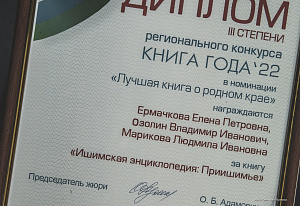 ДИПЛОМ
III СТЕПЕНИ
регионального конкурса
КНИГА ГОДА '22
в номинации
«Лучшая книга о родном крае»
награждаются
Ермачкова Елена Петровна,
Озолин Владимир Иванович,
Марикова Людмила Ивановна
за книгу
«Ишимская энциклопедия: Приишимье»
Председатель жюри
О. Б. Адамович